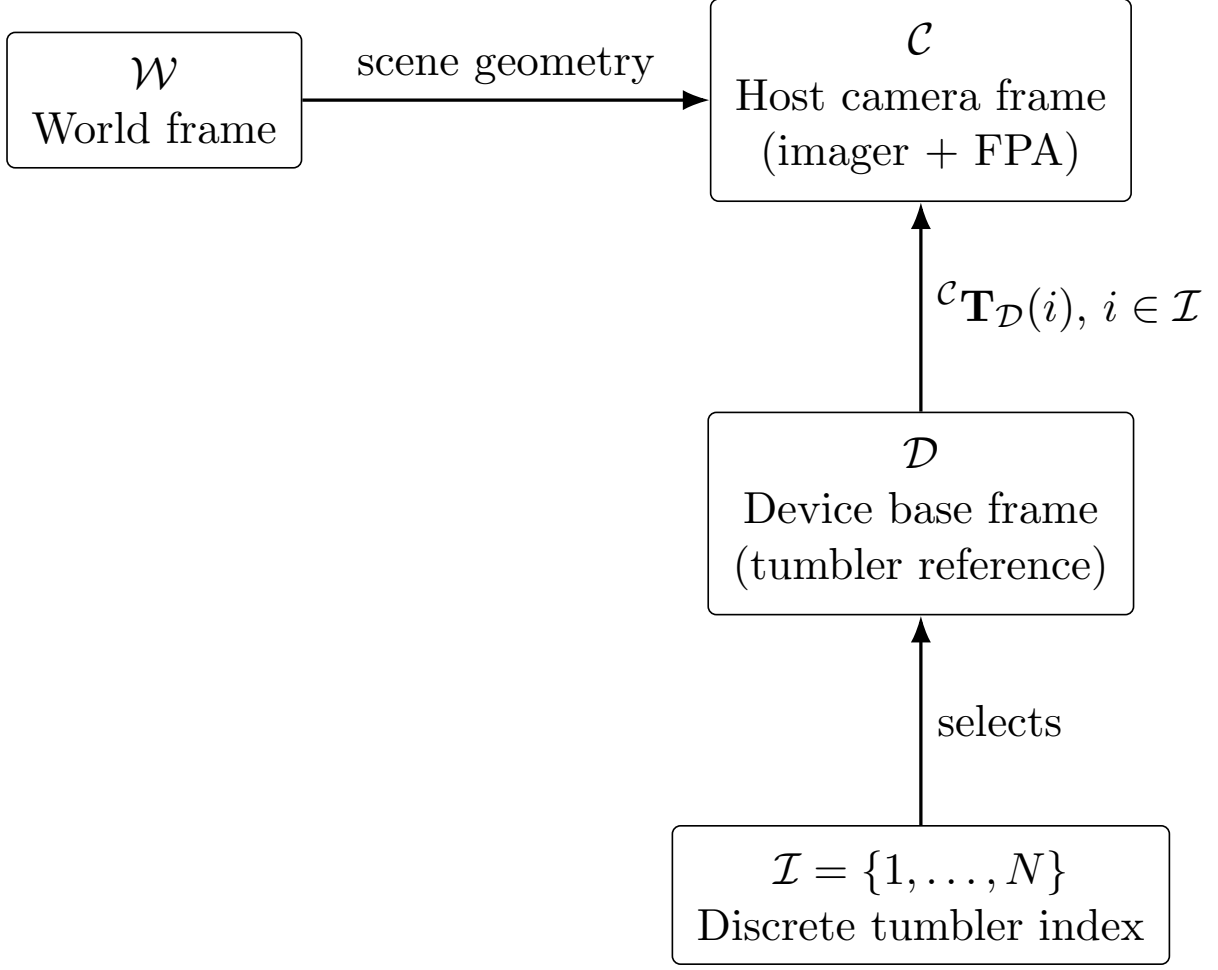 𝒲
World frame
scene geometry
𝒞
Host camera frame
(imager + FPA)
^𝒞𝐓_𝒟(i), i ∈ ℐ
𝒟
Device base frame
(tumbler reference)
selects
ℐ = {1, . . . , N}
Discrete tumbler index